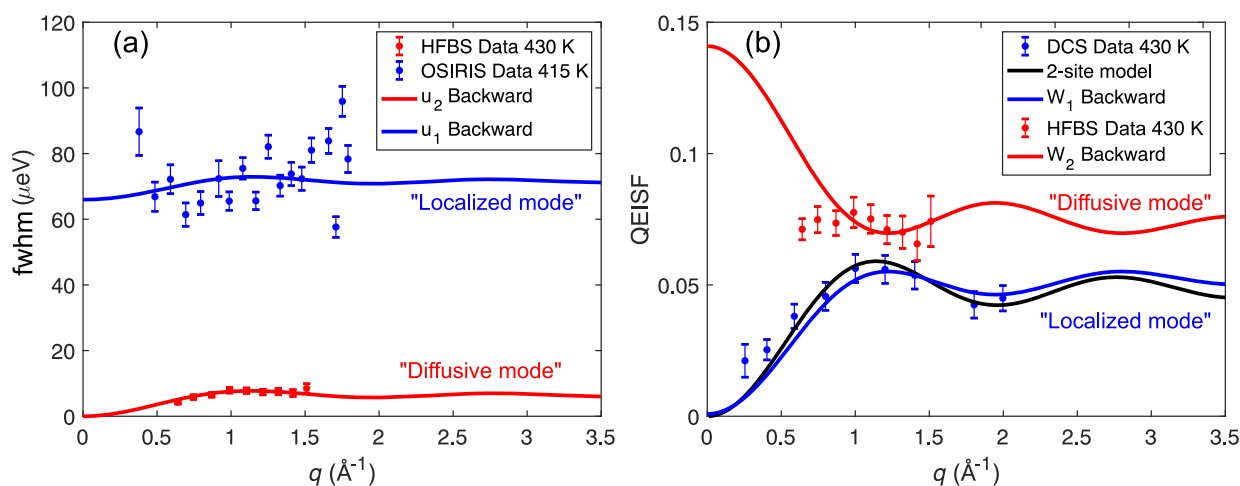 (a)
HFBS Data 430 K
OSIRIS Data 415 K
u2 Backward
u1 Backward
"Localized mode"
"Diffusive mode"
fwhm (μeV)
120
100
80
60
40
20
0
0 0.5 1 1.5 2 2.5 3 3.5
q (Å-1)
(b)
DCS Data 430 K
2-site model
W1 Backward
HFBS Data 430 K
W2 Backward
"Diffusive mode"
"Localized mode"
QEISF
0.15
0.1
0.05
0
0 0.5 1 1.5 2 2.5 3 3.5
q (Å-1)